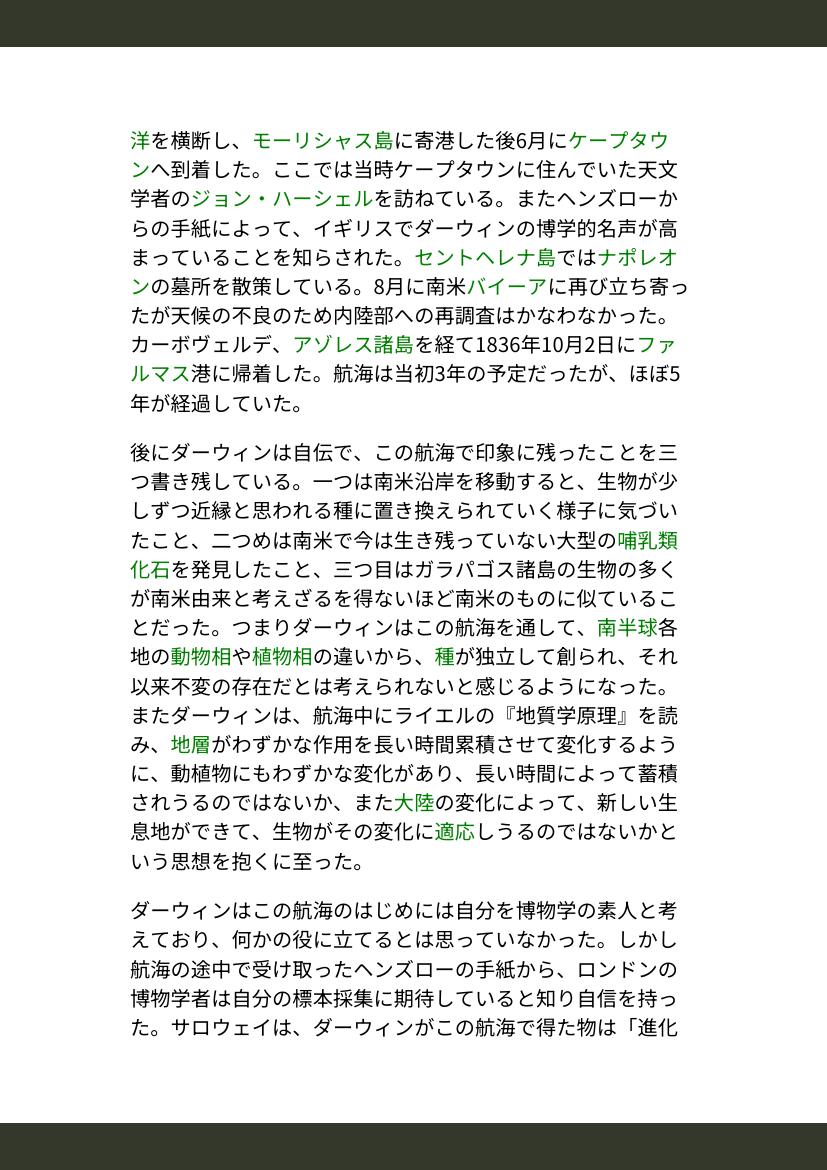 洋を横断し、モーリシャス島に寄港した後6月にケープタウ
ンへ到着した。ここでは当時ケープタウンに住んでいた天文
学者のジョン・ハーシェルを訪ねている。またヘンズローか
らの手紙によって、イギリスでダーウィンの博学的名声が高
まっていることを知らされた。セントヘレナ島ではナポレオ
ンの墓所を散策している。8月に南米バイーアに再び立ち寄っ
たが天候の不良のため内陸部への再調査はかなわなかった。
カーボヴェルデ、アゾレス諸島を経て1836年10月2日にファ
ルマス港に帰着した。航海は当初3年の予定だったが、ほぼ5
年が経過していた。
後にダーウィンは自伝で、この航海で印象に残ったことを三
つ書き残している。一つは南米沿岸を移動すると、生物が少
しずつ近縁と思われる種に置き換えられていく様子に気づい
たこと、二つめは南米で今は生き残っていない大型の哺乳類
化石を発見したこと、三つ目はガラパゴス諸島の生物の多く
が南米由来と考えざるを得ないほど南米のものに似ているこ
とだった。つまりダーウィンはこの航海を通して、南半球各
地の動物相や植物相の違いから、種が独立して創られ、それ
以来不変の存在だとは考えられないと感じるようになった。
またダーウィンは、航海中にライエルの『地質学原理』を読
み、地層がわずかな作用を長い時間累積させて変化するよう
に、動植物にもわずかな変化があり、長い時間によって蓄積
されうるのではないか、また大陸の変化によって、新しい生
息地ができて、生物がその変化に適応しうるのではないかと
いう思想を抱くに至った。
ダーウィンはこの航海のはじめには自分を博物学の素人と考
えており、何かの役に立てるとは思っていなかった。しかし
航海の途中で受け取ったヘンズローの手紙から、ロンドンの
博物学者は自分の標本採集に期待していると知り自信を持っ
た。サロウェイは、ダーウィンがこの航海で得た物は「進化